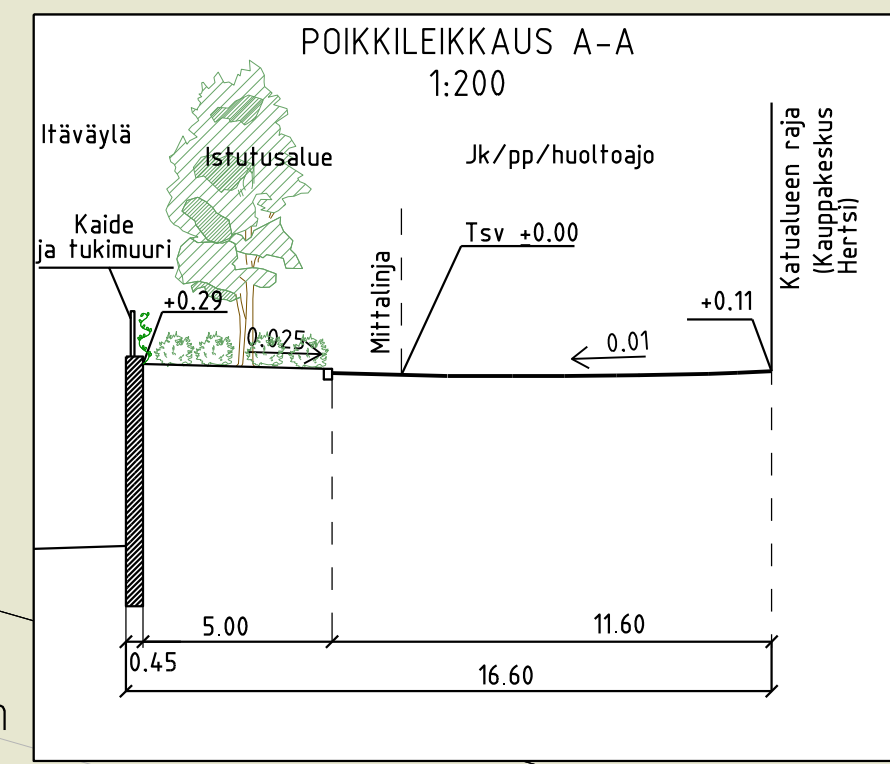 POIKKILEIKKAUS A-A
1:200
Itäväylä
Istutusalue
Jk/pp/huoltoajo
Katualueen raja
(Kauppakeskus
Hertsi)
Kaide
ja tukimuuri
Mittalinja
Tsv ±0.00
+0.29
+0.11
0.025
0.01
5.00
11.60
0.45
16.60